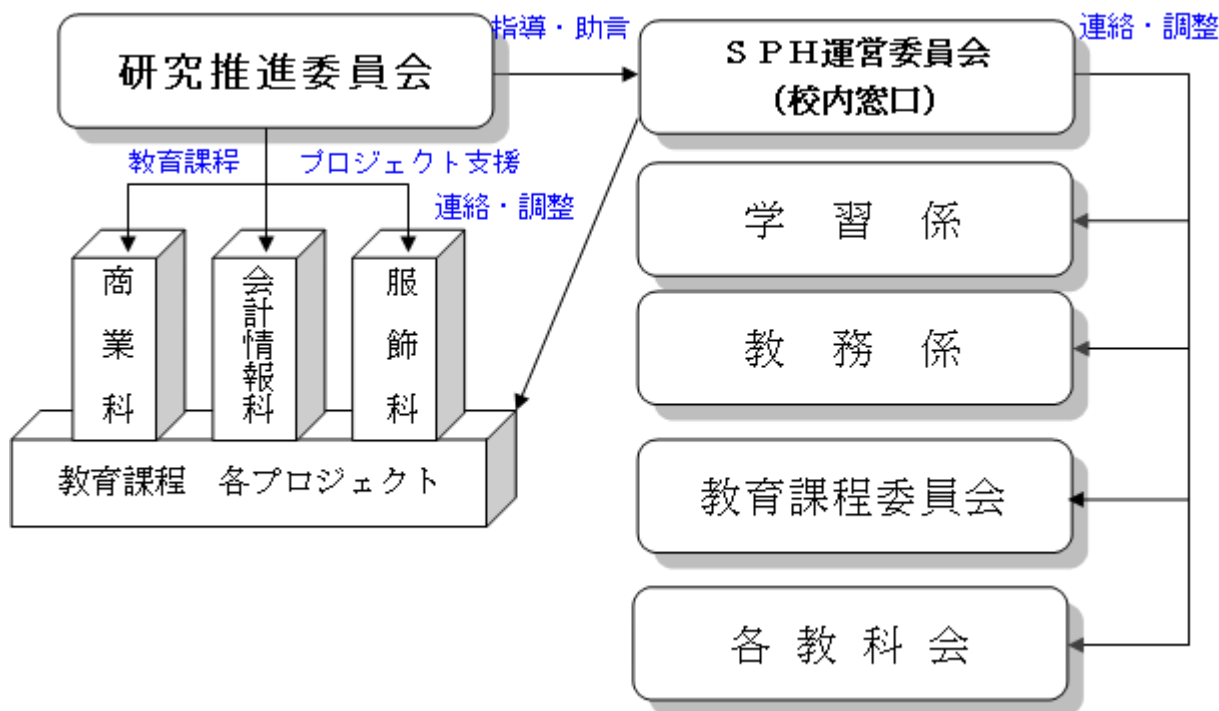 指導・助言
連絡・調整
研究推進委員会
ＳＰＨ運営委員会
（校内窓口）
教育課程
プロジェクト支援
連絡・調整
学習係
商業科
会計情報科
服飾科
教務係
教育課程 各プロジェクト
教育課程委員会
各教科会